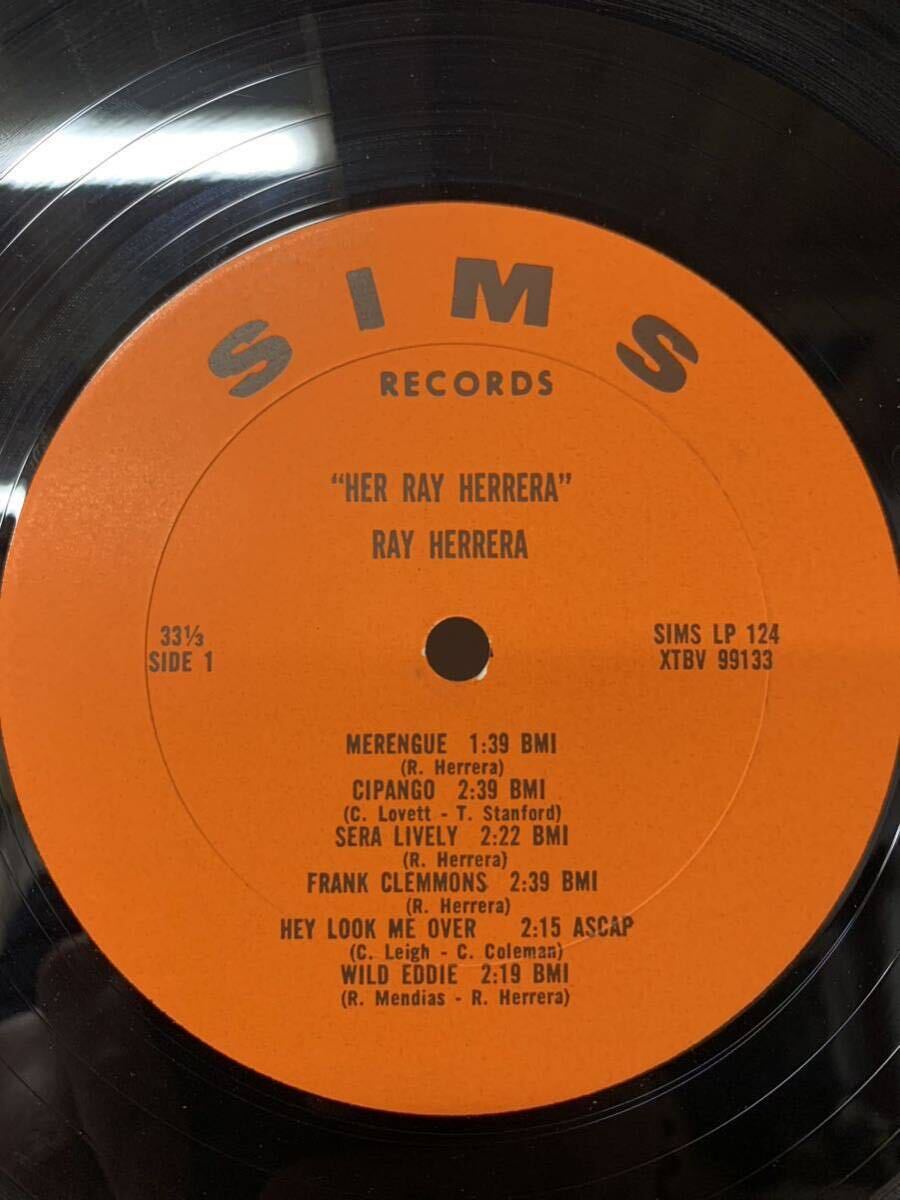 SIMS
RECORDS
"HER RAY HERRERA"
RAY HERRERA
33⅓
SIDE 1
SIMS LP 124
XTBV 99133
MERENGUE 1:39 BMI
(R. Herrera)
CIPANGO 2:39 BMI
(C. Lovett - T. Stanford)
SERA LIVELY 2:22 BMI
(R. Herrera)
FRANK CLEMMONS 2:39 BMI
(R. Herrera)
HEY LOOK ME OVER 2:15 ASCAP
(C. Leigh - C. Coleman)
WILD EDDIE 2:19 BMI
(R. Mendias - R. Herrera)